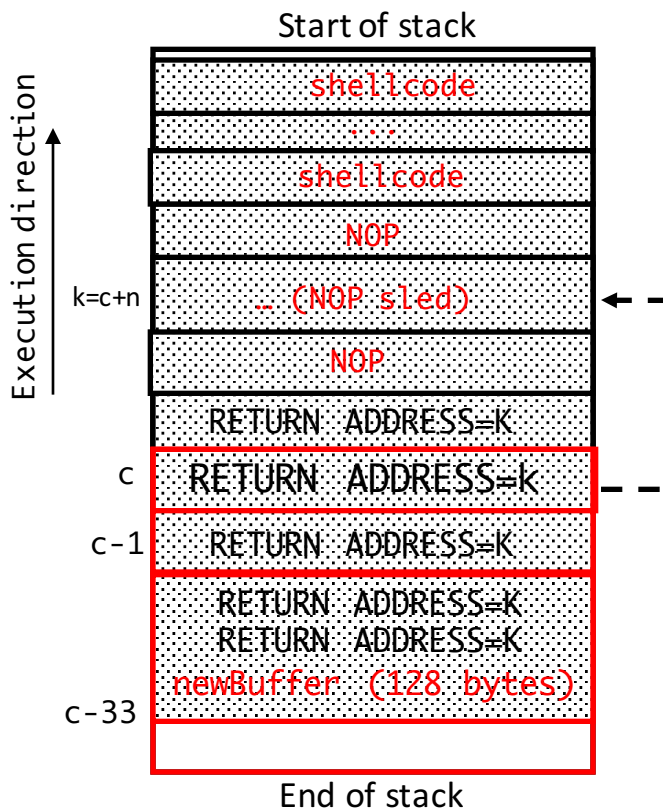 Start of stack
shellcode
...
shellcode
NOP
Execution direction
k=c+n
… (NOP sled)
NOP
RETURN ADDRESS=K
c
RETURN ADDRESS=k
c-1
RETURN ADDRESS=K
RETURN ADDRESS=K
RETURN ADDRESS=K
newBuffer (128 bytes)
c-33
End of stack